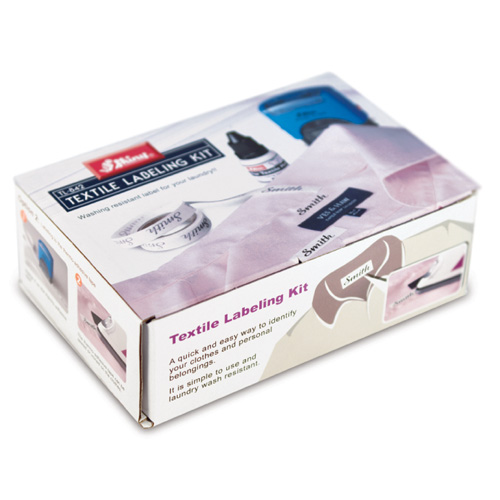 Shiny
TL-542
TEXTILE LABELING KIT
Washing resistant label for your laundry!!
Smith
Smith
Smith
Smith
Smith
Textile Labeling Kit
A quick and easy way to identify
your clothes and personal
belongings.
It is simple to use and
laundry wash resistant.